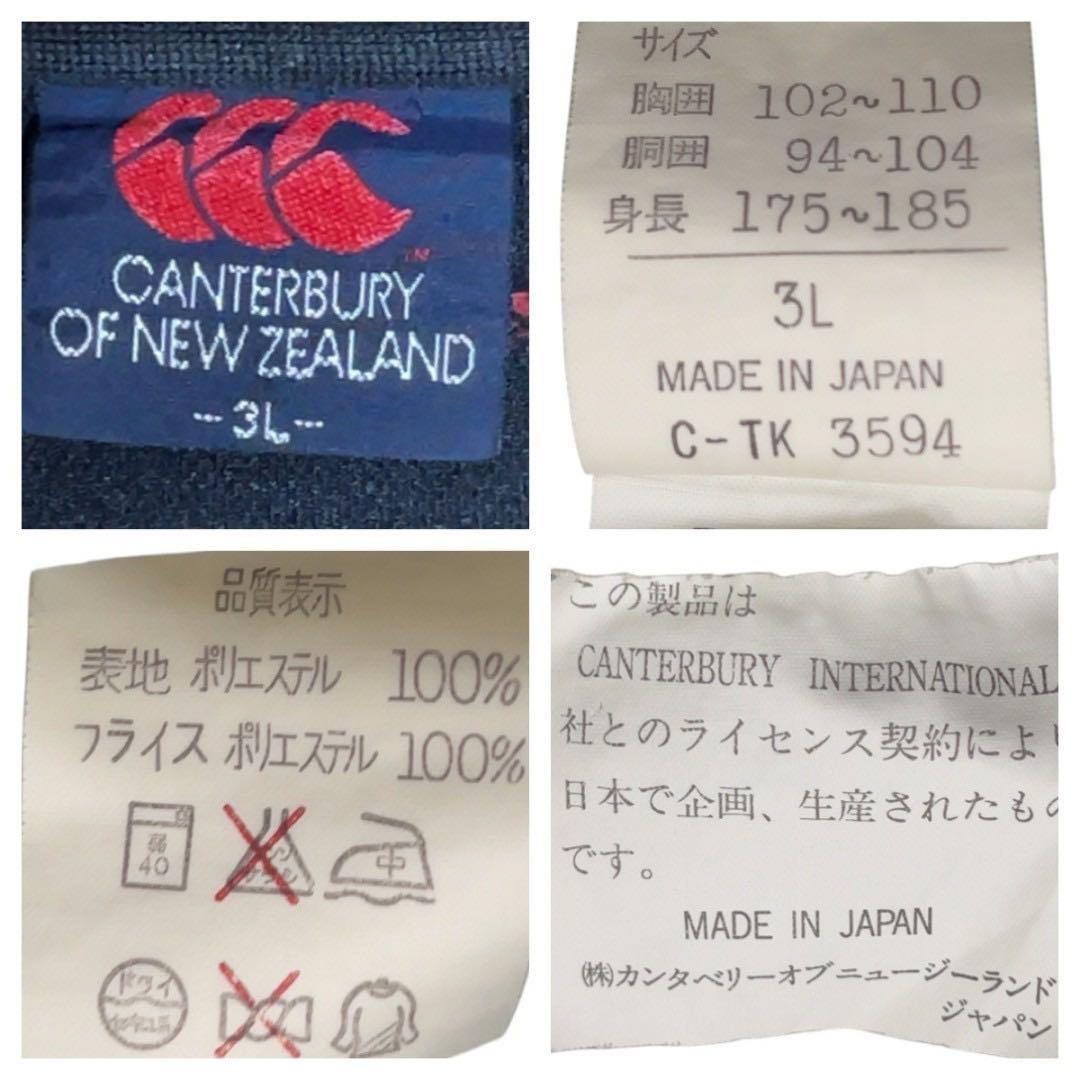 CANTERBURY
OF NEW ZEALAND
-3L-
TM
サイズ
胸囲 102~110
胴囲 94~104
身長 175~185
3L
MADE IN JAPAN
C-TK 3594
品質表示
表地 ポリエステル 100%
フライス ポリエステル 100%
弱
40
中
ドライ
この製品は
CANTERBURY INTERNATIONAL
社とのライセンス契約により
日本で企画、生産されたもの
です。
MADE IN JAPAN
(株)カンタベリーオブニュージーランド
ジャパン